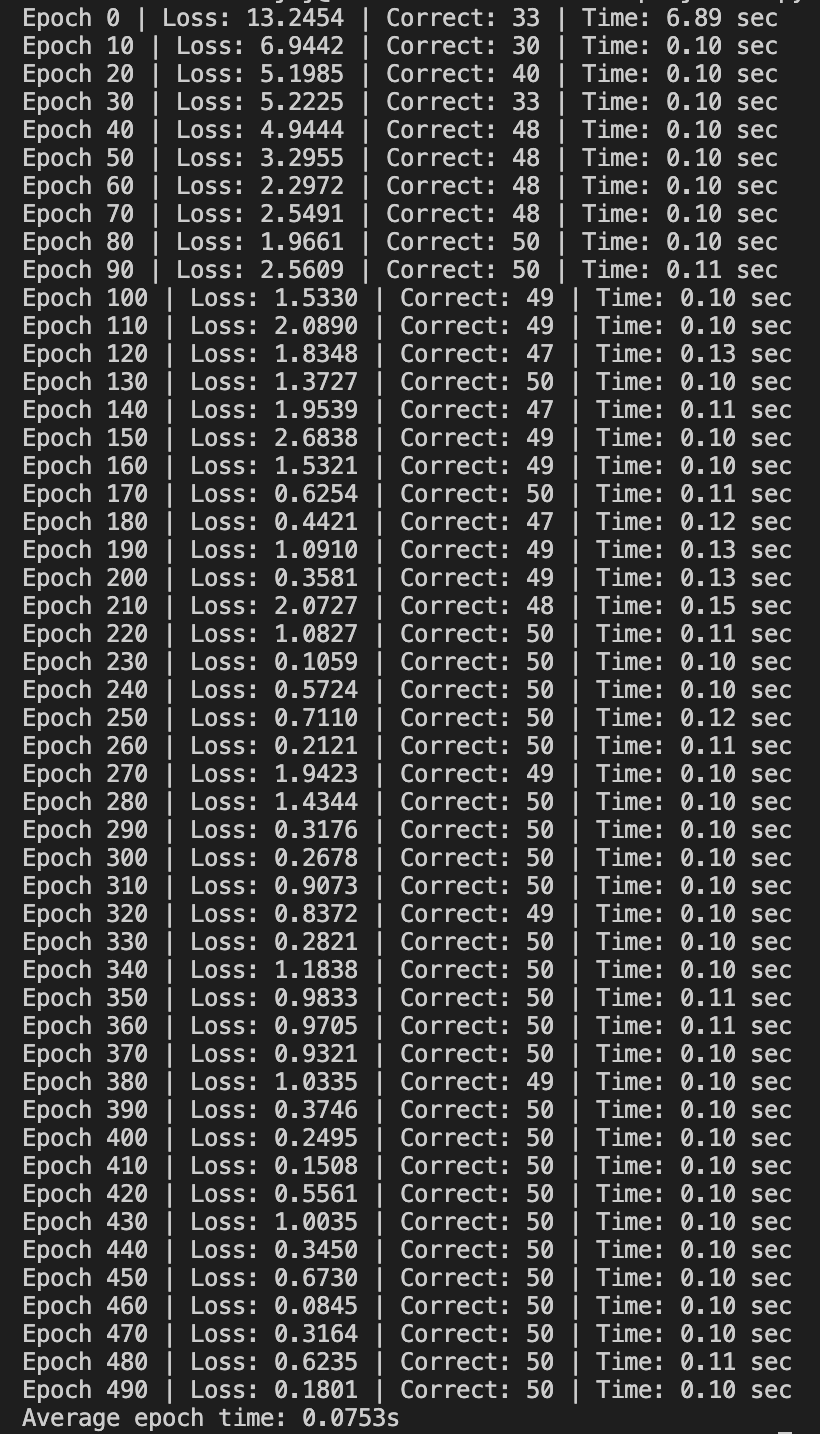 Epoch 0 | Loss: 13.2454 | Correct: 33 | Time: 6.89 sec
Epoch 10 | Loss: 6.9442 | Correct: 30 | Time: 0.10 sec
Epoch 20 | Loss: 5.1985 | Correct: 40 | Time: 0.10 sec
Epoch 30 | Loss: 5.2225 | Correct: 33 | Time: 0.10 sec
Epoch 40 | Loss: 4.9444 | Correct: 48 | Time: 0.10 sec
Epoch 50 | Loss: 3.2955 | Correct: 48 | Time: 0.10 sec
Epoch 60 | Loss: 2.2972 | Correct: 48 | Time: 0.10 sec
Epoch 70 | Loss: 2.5491 | Correct: 48 | Time: 0.10 sec
Epoch 80 | Loss: 1.9661 | Correct: 50 | Time: 0.10 sec
Epoch 90 | Loss: 2.5609 | Correct: 50 | Time: 0.11 sec
Epoch 100 | Loss: 1.5330 | Correct: 49 | Time: 0.10 sec
Epoch 110 | Loss: 2.0890 | Correct: 49 | Time: 0.10 sec
Epoch 120 | Loss: 1.8348 | Correct: 47 | Time: 0.13 sec
Epoch 130 | Loss: 1.3727 | Correct: 50 | Time: 0.10 sec
Epoch 140 | Loss: 1.9539 | Correct: 47 | Time: 0.11 sec
Epoch 150 | Loss: 2.6838 | Correct: 49 | Time: 0.10 sec
Epoch 160 | Loss: 1.5321 | Correct: 49 | Time: 0.10 sec
Epoch 170 | Loss: 0.6254 | Correct: 50 | Time: 0.11 sec
Epoch 180 | Loss: 0.4421 | Correct: 47 | Time: 0.12 sec
Epoch 190 | Loss: 1.0910 | Correct: 49 | Time: 0.13 sec
Epoch 200 | Loss: 0.3581 | Correct: 49 | Time: 0.13 sec
Epoch 210 | Loss: 2.0727 | Correct: 48 | Time: 0.15 sec
Epoch 220 | Loss: 1.0827 | Correct: 50 | Time: 0.11 sec
Epoch 230 | Loss: 0.1059 | Correct: 50 | Time: 0.10 sec
Epoch 240 | Loss: 0.5724 | Correct: 50 | Time: 0.10 sec
Epoch 250 | Loss: 0.7110 | Correct: 50 | Time: 0.12 sec
Epoch 260 | Loss: 0.2121 | Correct: 50 | Time: 0.11 sec
Epoch 270 | Loss: 1.9423 | Correct: 49 | Time: 0.10 sec
Epoch 280 | Loss: 1.4344 | Correct: 50 | Time: 0.10 sec
Epoch 290 | Loss: 0.3176 | Correct: 50 | Time: 0.10 sec
Epoch 300 | Loss: 0.2678 | Correct: 50 | Time: 0.10 sec
Epoch 310 | Loss: 0.9073 | Correct: 50 | Time: 0.10 sec
Epoch 320 | Loss: 0.8372 | Correct: 49 | Time: 0.10 sec
Epoch 330 | Loss: 0.2821 | Correct: 50 | Time: 0.10 sec
Epoch 340 | Loss: 1.1838 | Correct: 50 | Time: 0.10 sec
Epoch 350 | Loss: 0.9833 | Correct: 50 | Time: 0.11 sec
Epoch 360 | Loss: 0.9705 | Correct: 50 | Time: 0.11 sec
Epoch 370 | Loss: 0.9321 | Correct: 50 | Time: 0.10 sec
Epoch 380 | Loss: 1.0335 | Correct: 49 | Time: 0.10 sec
Epoch 390 | Loss: 0.3746 | Correct: 50 | Time: 0.10 sec
Epoch 400 | Loss: 0.2495 | Correct: 50 | Time: 0.10 sec
Epoch 410 | Loss: 0.1508 | Correct: 50 | Time: 0.10 sec
Epoch 420 | Loss: 0.5561 | Correct: 50 | Time: 0.10 sec
Epoch 430 | Loss: 1.0035 | Correct: 50 | Time: 0.10 sec
Epoch 440 | Loss: 0.3450 | Correct: 50 | Time: 0.10 sec
Epoch 450 | Loss: 0.6730 | Correct: 50 | Time: 0.10 sec
Epoch 460 | Loss: 0.0845 | Correct: 50 | Time: 0.10 sec
Epoch 470 | Loss: 0.3164 | Correct: 50 | Time: 0.10 sec
Epoch 480 | Loss: 0.6235 | Correct: 50 | Time: 0.11 sec
Epoch 490 | Loss: 0.1801 | Correct: 50 | Time: 0.10 sec
Average epoch time: 0.0753s